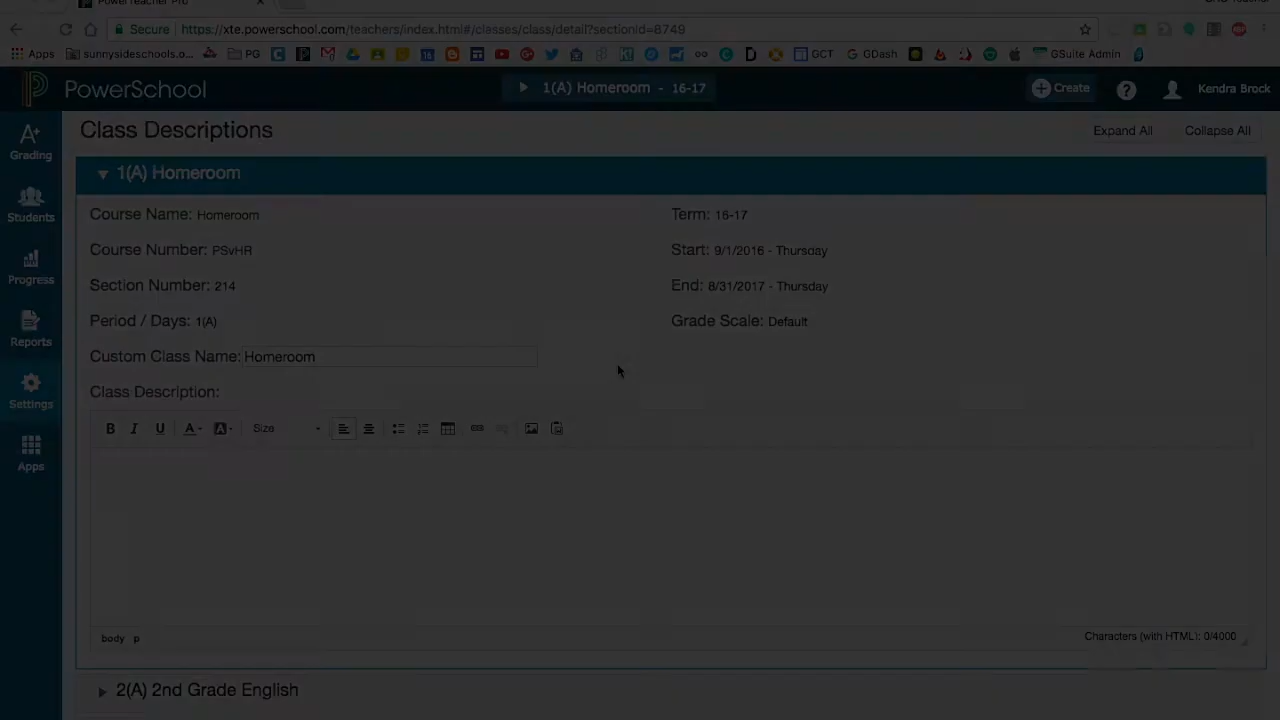 PowerTeacher Pro
Secure https://xte.powerschool.com/teachers/index.html#/classes/class/detail?sectionId=8749
Apps sunnysideschools.o... PG GCT GDash GSuite Admin
PowerSchool 1(A) Homeroom - 16-17 Create Kendra Brock
Class Descriptions Expand All Collapse All
Grading
1(A) Homeroom
Students
Course Name: Homeroom Term: 16-17
Course Number: PSvHR Start: 9/1/2016 - Thursday
Progress
Section Number: 214 End: 8/31/2017 - Thursday
Period / Days: 1(A) Grade Scale: Default
Reports
Custom Class Name: Homeroom
Class Description:
Settings
B I U A A Size
Apps
body p Characters (with HTML): 0/4000
2(A) 2nd Grade English